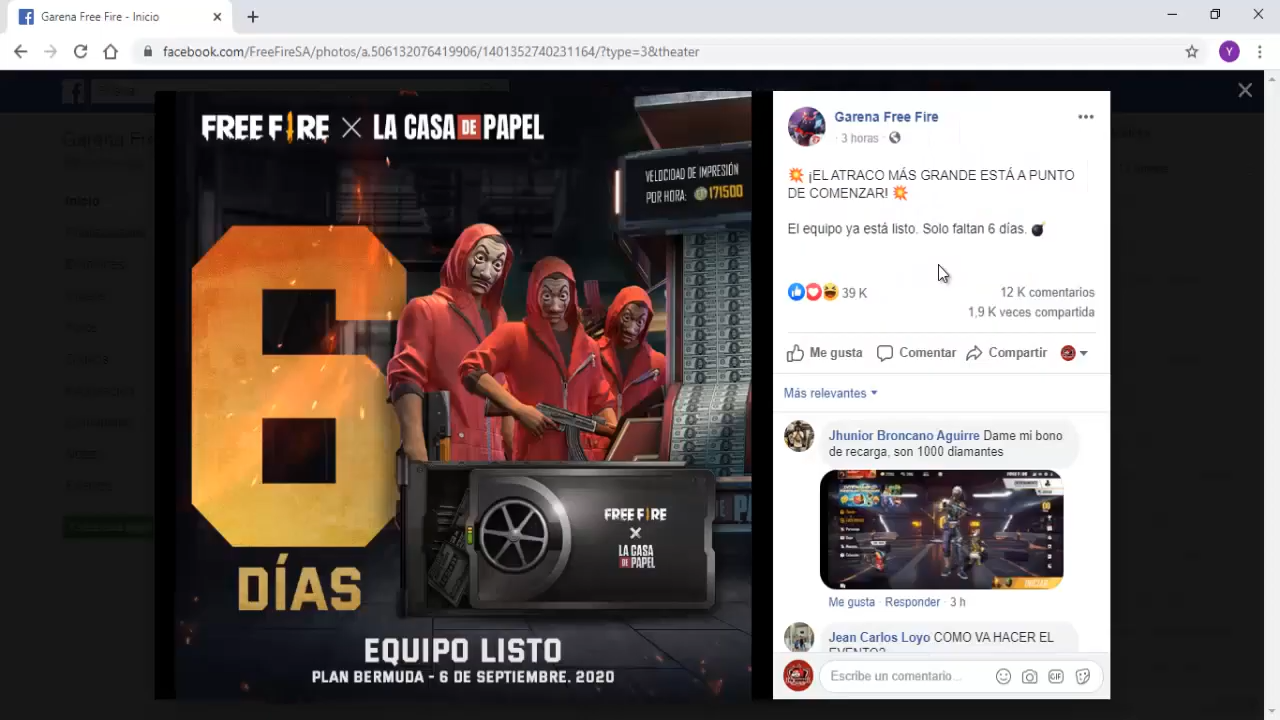 Garena Free Fire - Inicio
facebook.com/FreeFireSA/photos/a.506132076419906/1401352740231164/?type=3&theater
Y
FREE FIRE X LA CASA DE PAPEL
VELOCIDAD DE IMPRESIÓN
POR HORA: 171500
6
DÍAS
FREE FIRE
X
LA CASA
DE PAPEL
EQUIPO LISTO
PLAN BERMUDA - 6 DE SEPTIEMBRE. 2020
Inicio
Garena Free Fire
3 horas ·
💥 ¡EL ATRACO MÁS GRANDE ESTÁ A PUNTO
DE COMENZAR! 💥
El equipo ya está listo. Solo faltan 6 días. 💣
39 K
12 K comentarios
1,9 K veces compartida
Me gusta Comentar Compartir
Más relevantes
Jhunior Broncano Aguirre Dame mi bono
de recarga, son 1000 diamantes
Me gusta · Responder · 3 h
Jean Carlos Loyo COMO VA HACER EL
EVENTO?
Escribe un comentario...
GIF